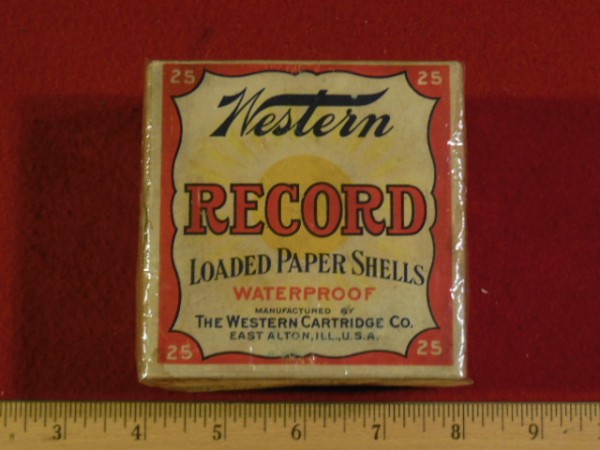 25 25
Western
RECORD
LOADED PAPER SHELLS
WATERPROOF
MANUFACTURED BY
THE WESTERN CARTRIDGE CO.
EAST ALTON, ILL., U.S.A.
25 25
3 4 5 6 7 8 9